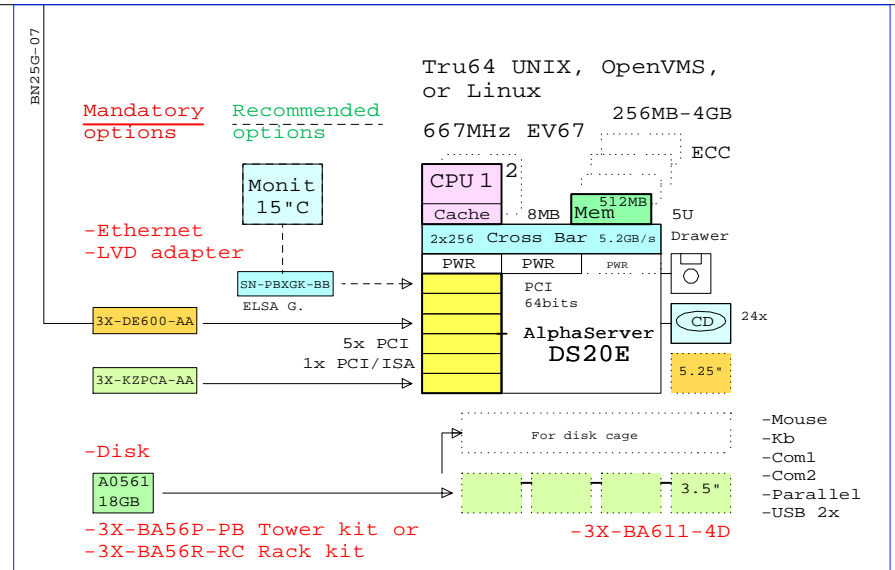 BN25G-07
Tru64 UNIX, OpenVMS,
or Linux
Mandatory
options
Recommended
options
667MHz EV67
256MB-4GB
ECC
Monit
15"C
CPU 1
2
Cache
8MB
Mem
512MB
5U
Drawer
-Ethernet
-LVD adapter
2x256 Cross Bar 5.2GB/s
PWR
PWR
PWR
SN-PBXGK-BB
ELSA G.
PCI
64bits
3X-DE600-AA
5x PCI
1x PCI/ISA
AlphaServer
DS20E
CD
24x
3X-KZPCA-AA
5.25"
For disk cage
-Mouse
-Kb
-Com1
-Com2
-Parallel
-USB 2x
-Disk
A0561
18GB
3.5"
-3X-BA56P-PB Tower kit or
-3X-BA56R-RC Rack kit
-3X-BA611-4D